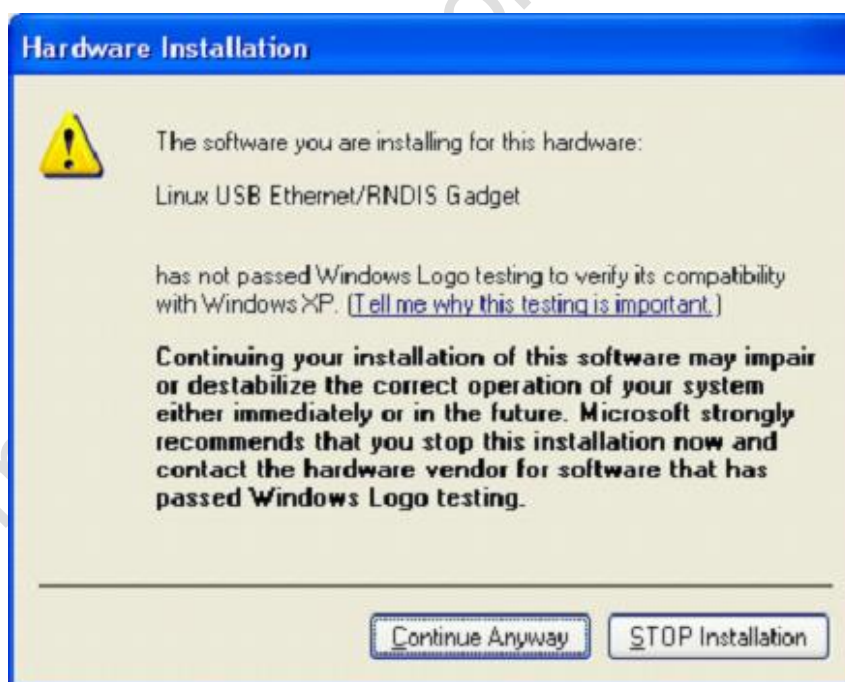 Hardware Installation
The software you are installing for this hardware:
Linux USB Ethernet/RNDIS Gadget
has not passed Windows Logo testing to verify its compatibility
with Windows XP. (Tell me why this testing is important.)
Continuing your installation of this software may impair
or destabilize the correct operation of your system
either immediately or in the future. Microsoft strongly
recommends that you stop this installation now and
contact the hardware vendor for software that has
passed Windows Logo testing.
Continue Anyway
STOP Installation